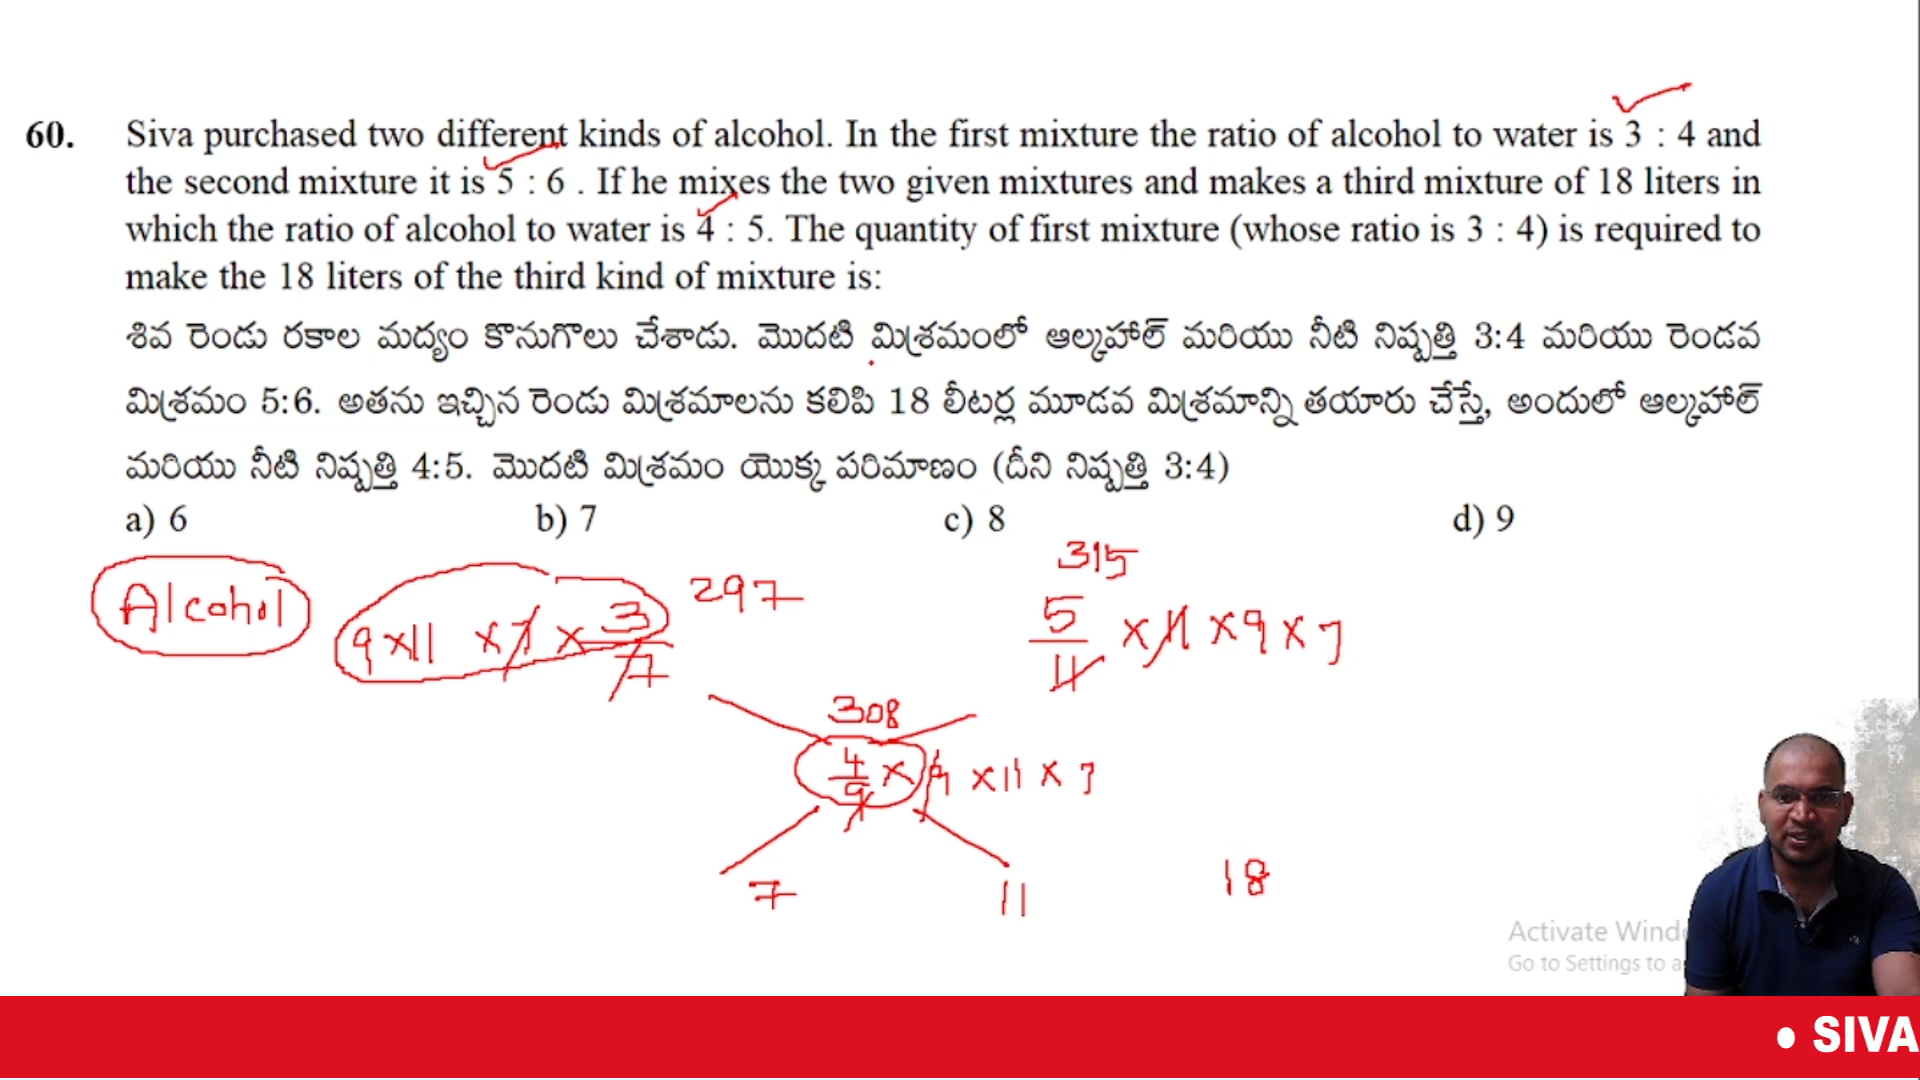 60. Siva purchased two different kinds of alcohol. In the first mixture the ratio of alcohol to water is 3 : 4 and
the second mixture it is 5 : 6 . If he mixes the two given mixtures and makes a third mixture of 18 liters in
which the ratio of alcohol to water is 4 : 5. The quantity of first mixture (whose ratio is 3 : 4) is required to
make the 18 liters of the third kind of mixture is:
శివ రెండు రకాల మద్యం కొనుగొలు చేశాడు. మొదటి మిశ్రమంలో ఆల్కహాల్ మరియు నీటి నిష్పత్తి 3:4 మరియు రెండవ
మిశ్రమం 5:6. అతను ఇచ్చిన రెండు మిశ్రమాలను కలిపి 18 లీటర్ల మూడవ మిశ్రమాన్ని తయారు చేస్తే, అందులో ఆల్కహాల్
మరియు నీటి నిష్పత్తి 4:5. మొదటి మిశ్రమం యొక్క పరిమాణం (దీని నిష్పత్తి 3:4)
a) 6 b) 7 c) 8 d) 9
315
Alcohol 9 x 11 x 7 x 3/7 297 5/11 x 11 x 9 x 7
308
4/9 x 9 x 11 x 7
7 11 18
Activate Wind
Go to Settings to a
• SIVA